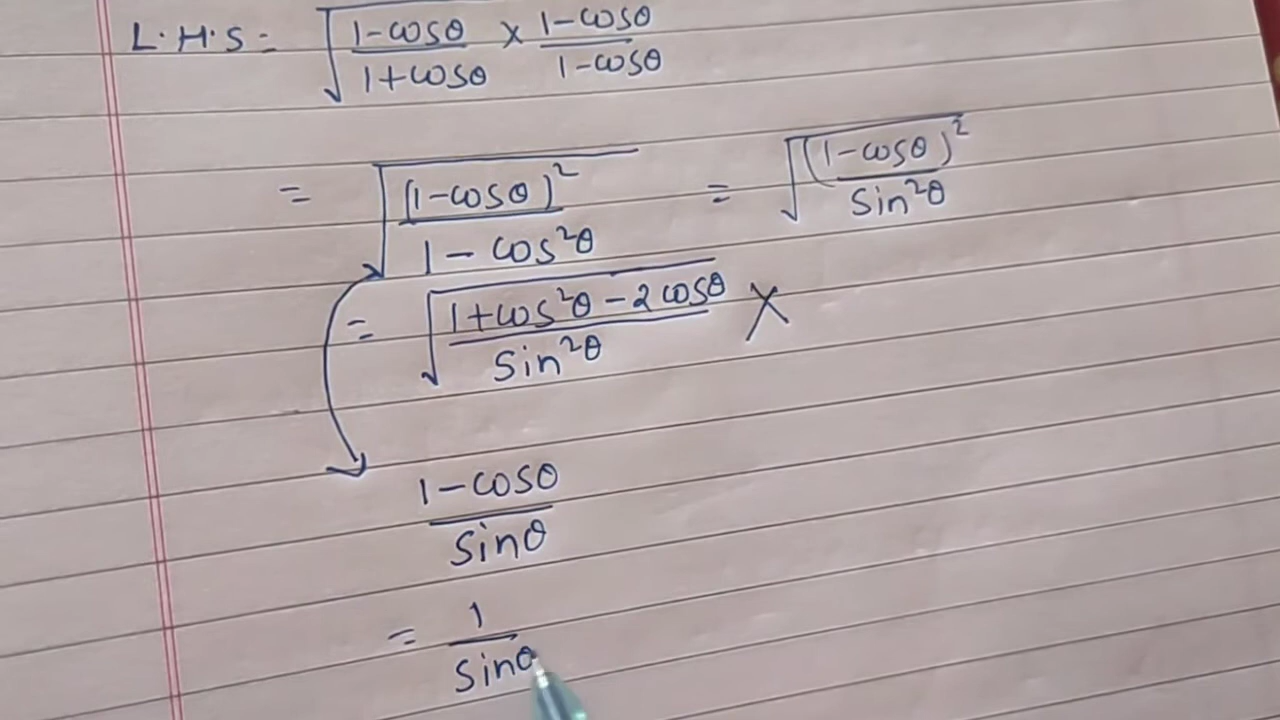 L.H.S = √((1-cosθ)/(1+cosθ) × (1-cosθ)/(1-cosθ))
= √((1-cosθ)²/(1-cos²θ)) = √((1-cosθ)²/sin²θ)
= √((1+cos²θ-2cosθ)/sin²θ) X
(1-cosθ)/sinθ
= 1/sinθ